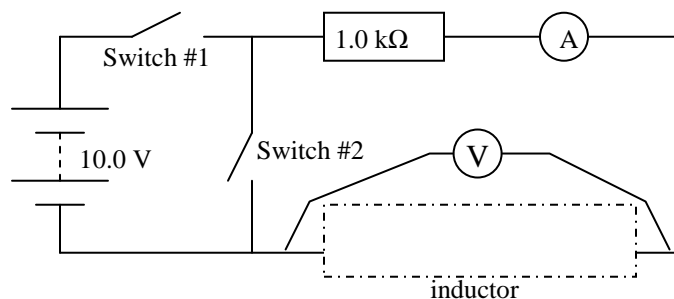 1.0 kΩ
A
Switch #1
10.0 V
Switch #2
V
inductor